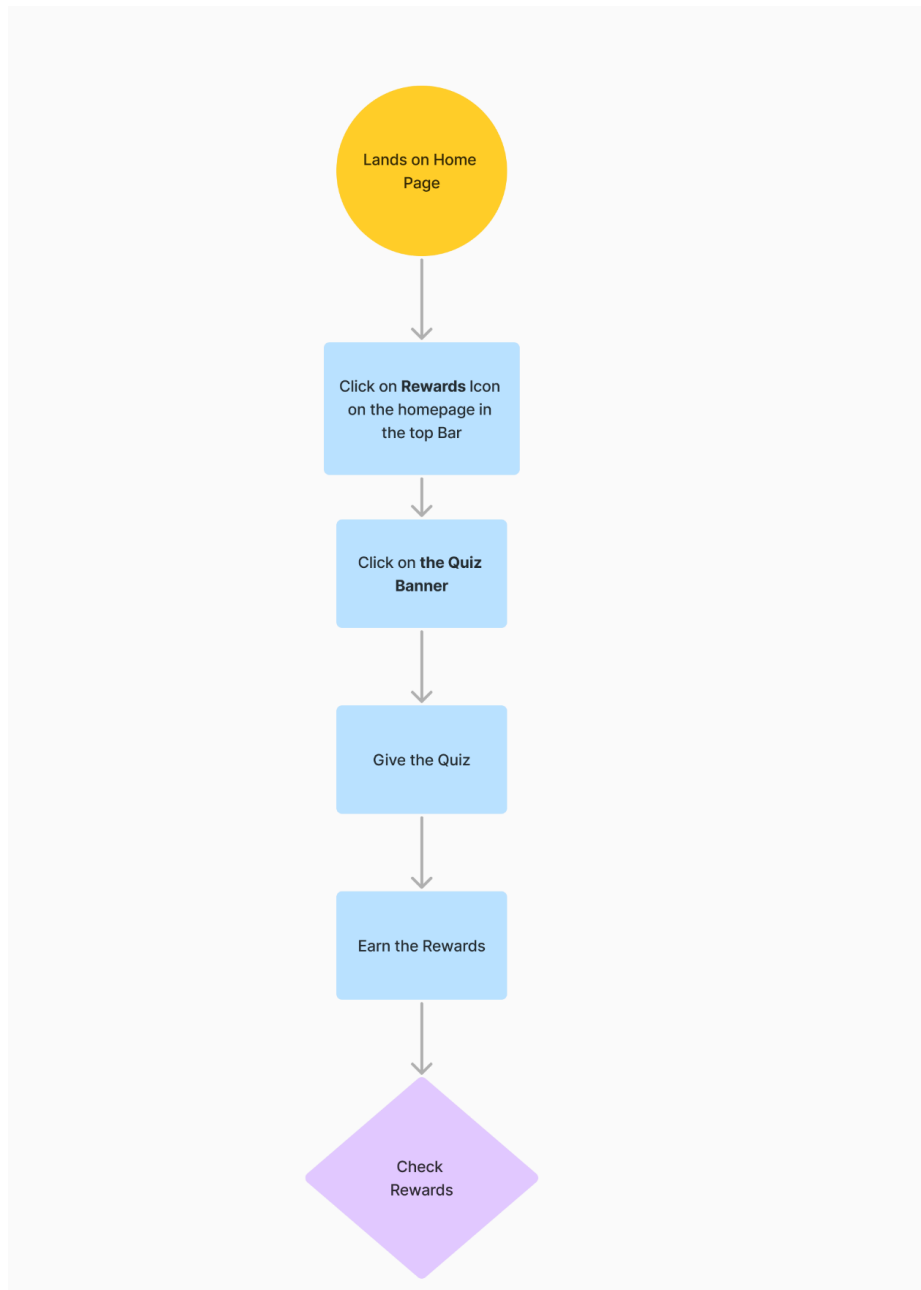 Lands on Home
Page
Click on Rewards Icon
on the homepage in
the top Bar
Click on the Quiz
Banner
Give the Quiz
Earn the Rewards
Check
Rewards